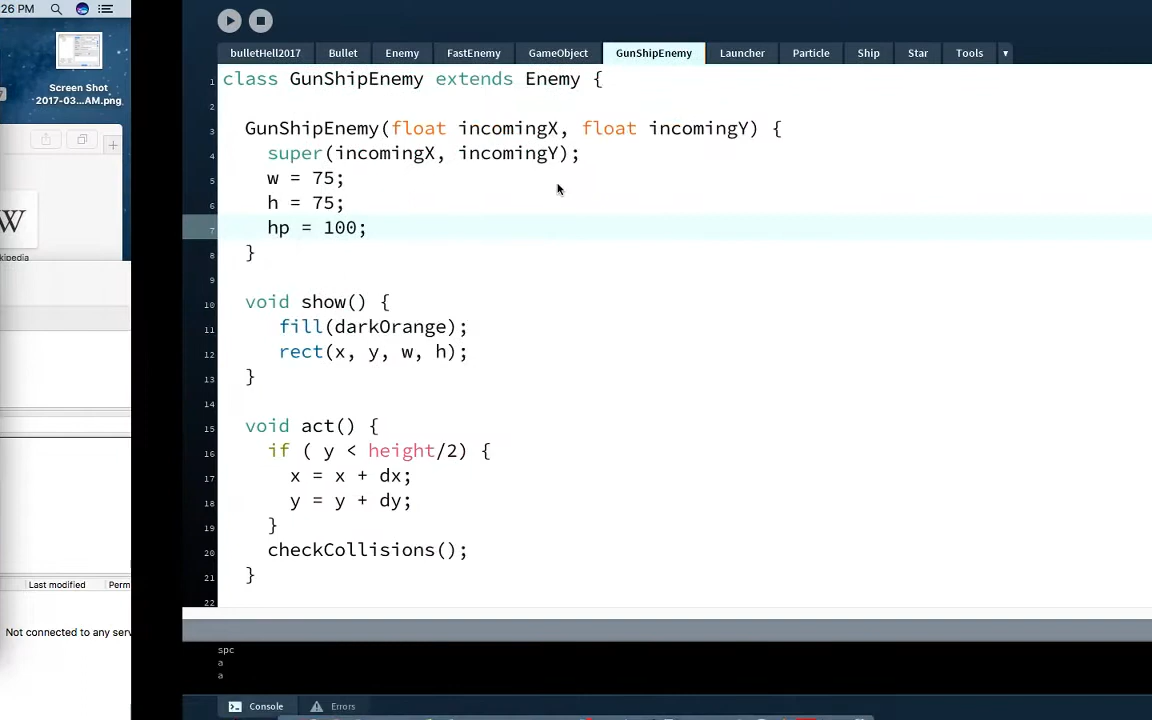 26 PM
Screen Shot
2017-03...AM.png
W
kipedia
Last modified Perm
Not connected to any serv
bulletHell2017 Bullet Enemy FastEnemy GameObject GunShipEnemy Launcher Particle Ship Star Tools
1 class GunShipEnemy extends Enemy {
2
3 GunShipEnemy(float incomingX, float incomingY) {
4 super(incomingX, incomingY);
5 w = 75;
6 h = 75;
7 hp = 100;
8 }
9
10 void show() {
11 fill(darkOrange);
12 rect(x, y, w, h);
13 }
14
15 void act() {
16 if ( y < height/2) {
17 x = x + dx;
18 y = y + dy;
19 }
20 checkCollisions();
21 }
22
spc
a
a
Console Errors